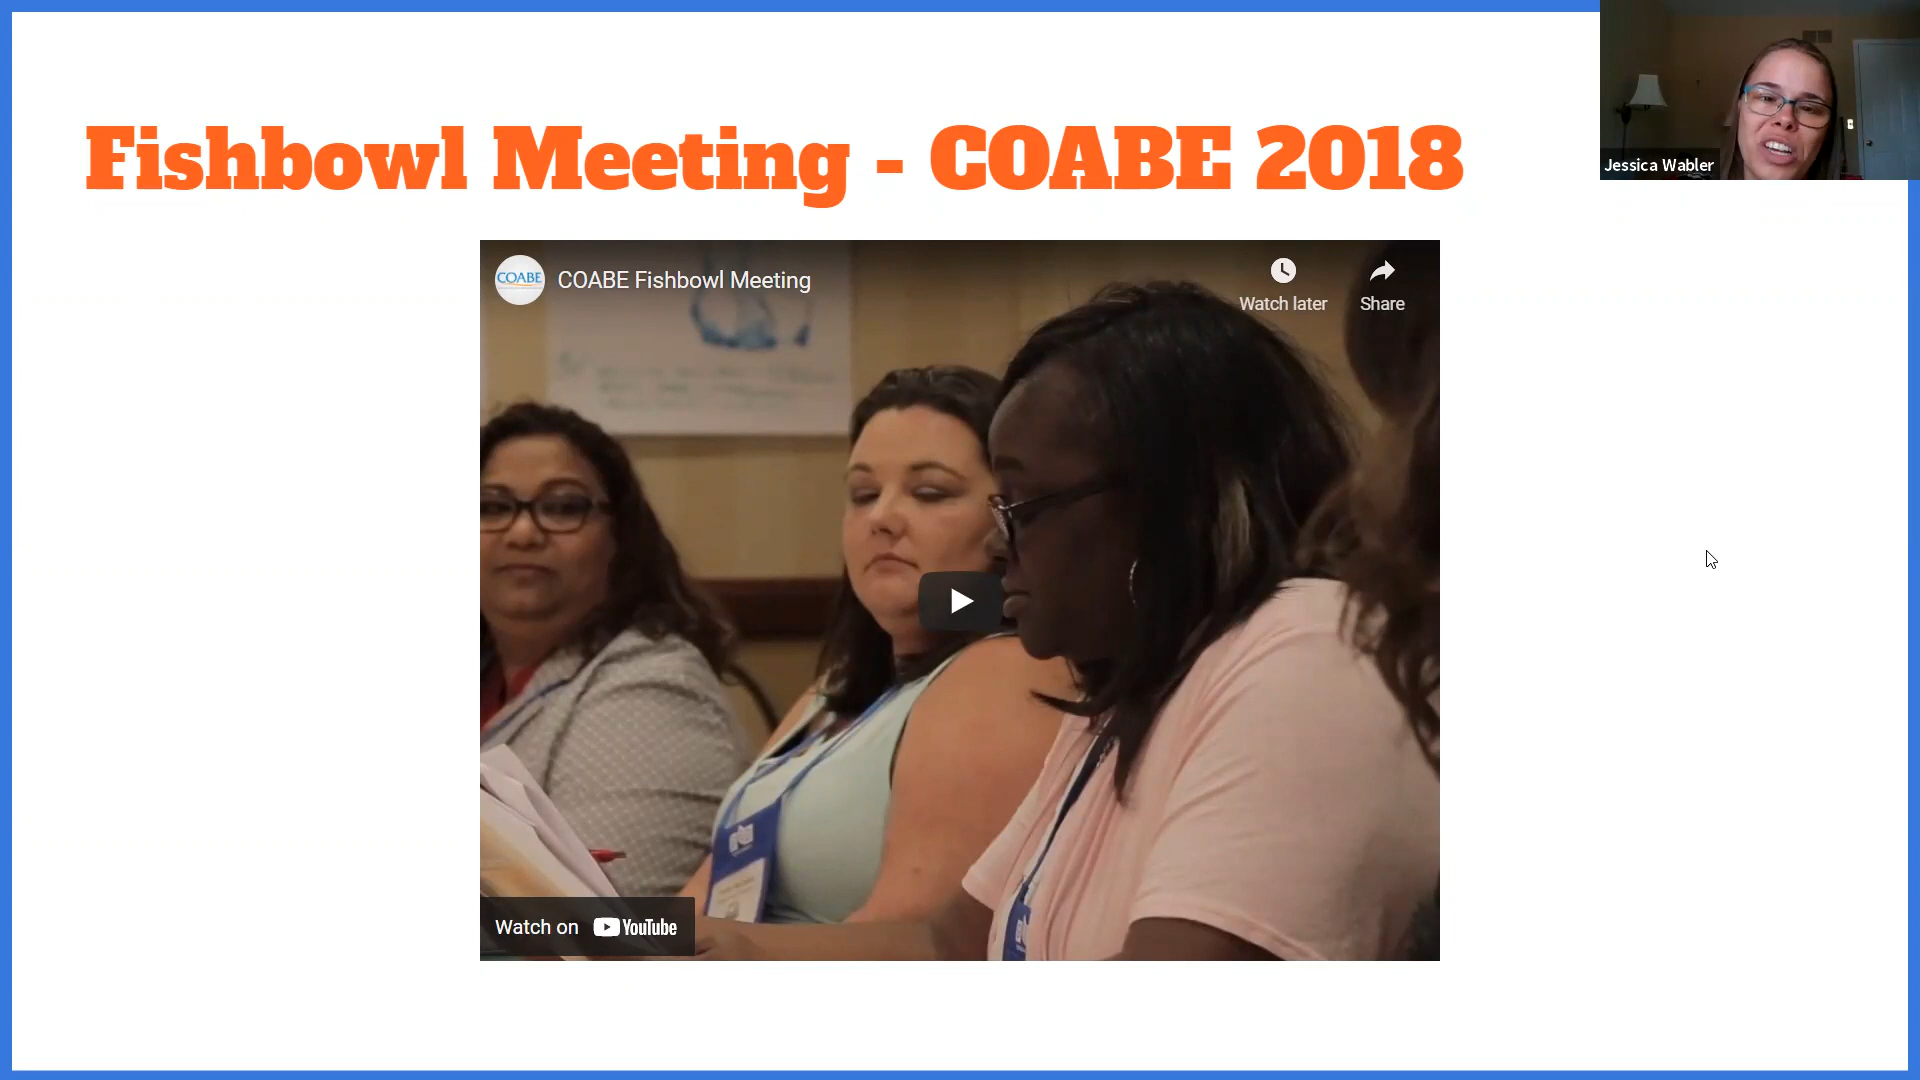 Fishbowl Meeting - COABE 2018
Jessica Wabler
COABE
COABE Fishbowl Meeting
Watch later
Share
Watch on YouTube